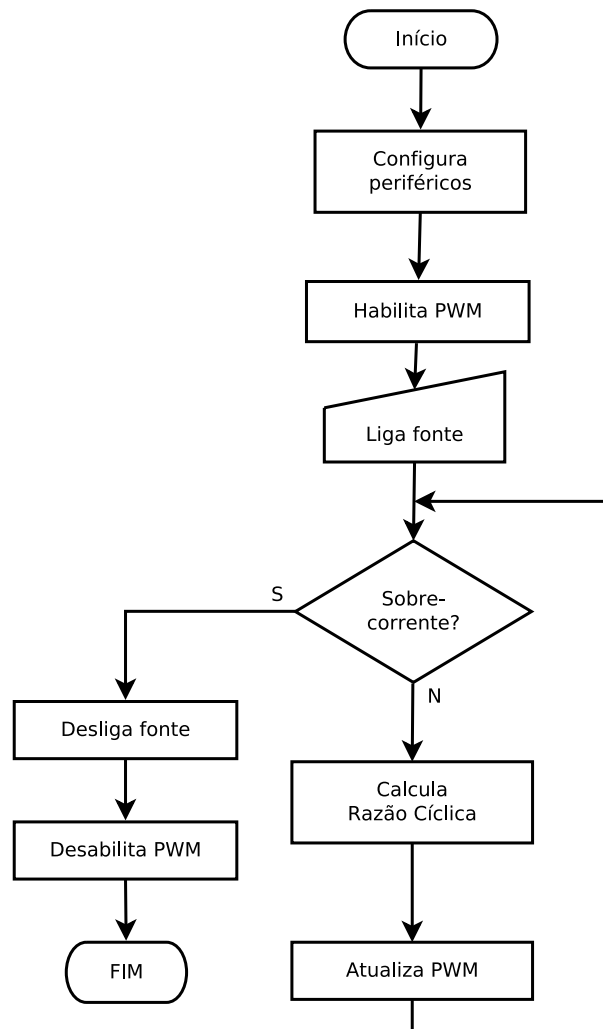 Início
Configura
periféricos
Habilita PWM
Liga fonte
Sobre-
corrente?
S
N
Desliga fonte
Desabilita PWM
FIM
Calcula
Razão Cíclica
Atualiza PWM